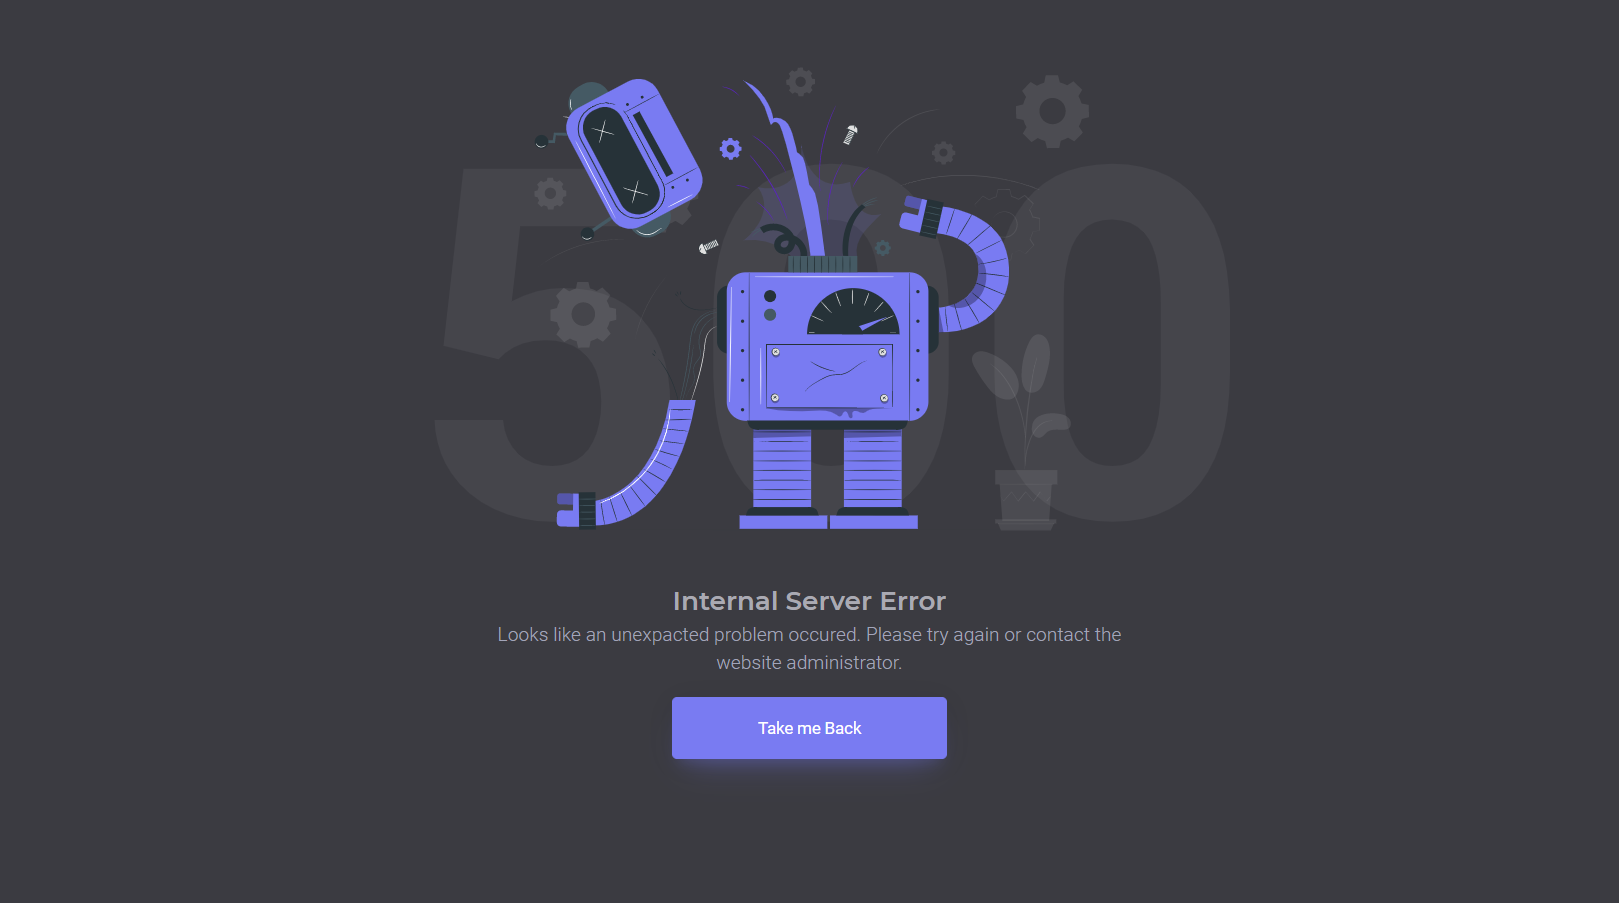 500
Internal Server Error
Looks like an unexpacted problem occured. Please try again or contact the
website administrator.
Take me Back